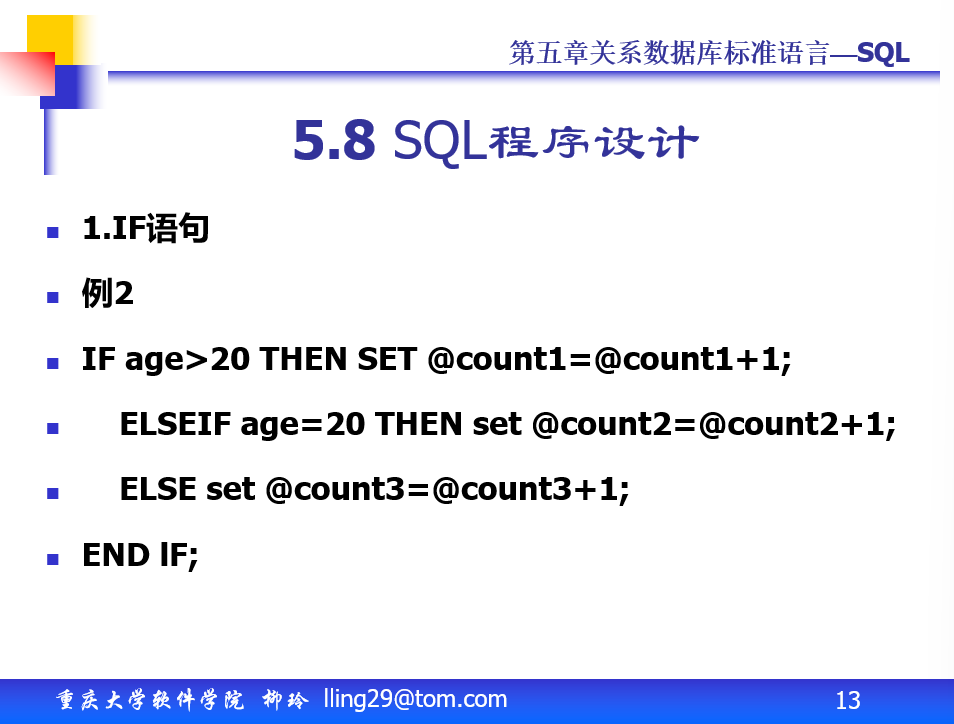 第五章关系数据库标准语言—SQL
5.8 SQL程序设计
1.IF语句
例2
IF age>20 THEN SET @count1=@count1+1;
ELSEIF age=20 THEN set @count2=@count2+1;
ELSE set @count3=@count3+1;
END lF;
重庆大学软件学院 柳玲 lling29@tom.com 13